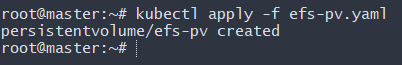 root@master:~# kubectl apply -f efs-pv.yaml
persistentvolume/efs-pv created
root@master:~#